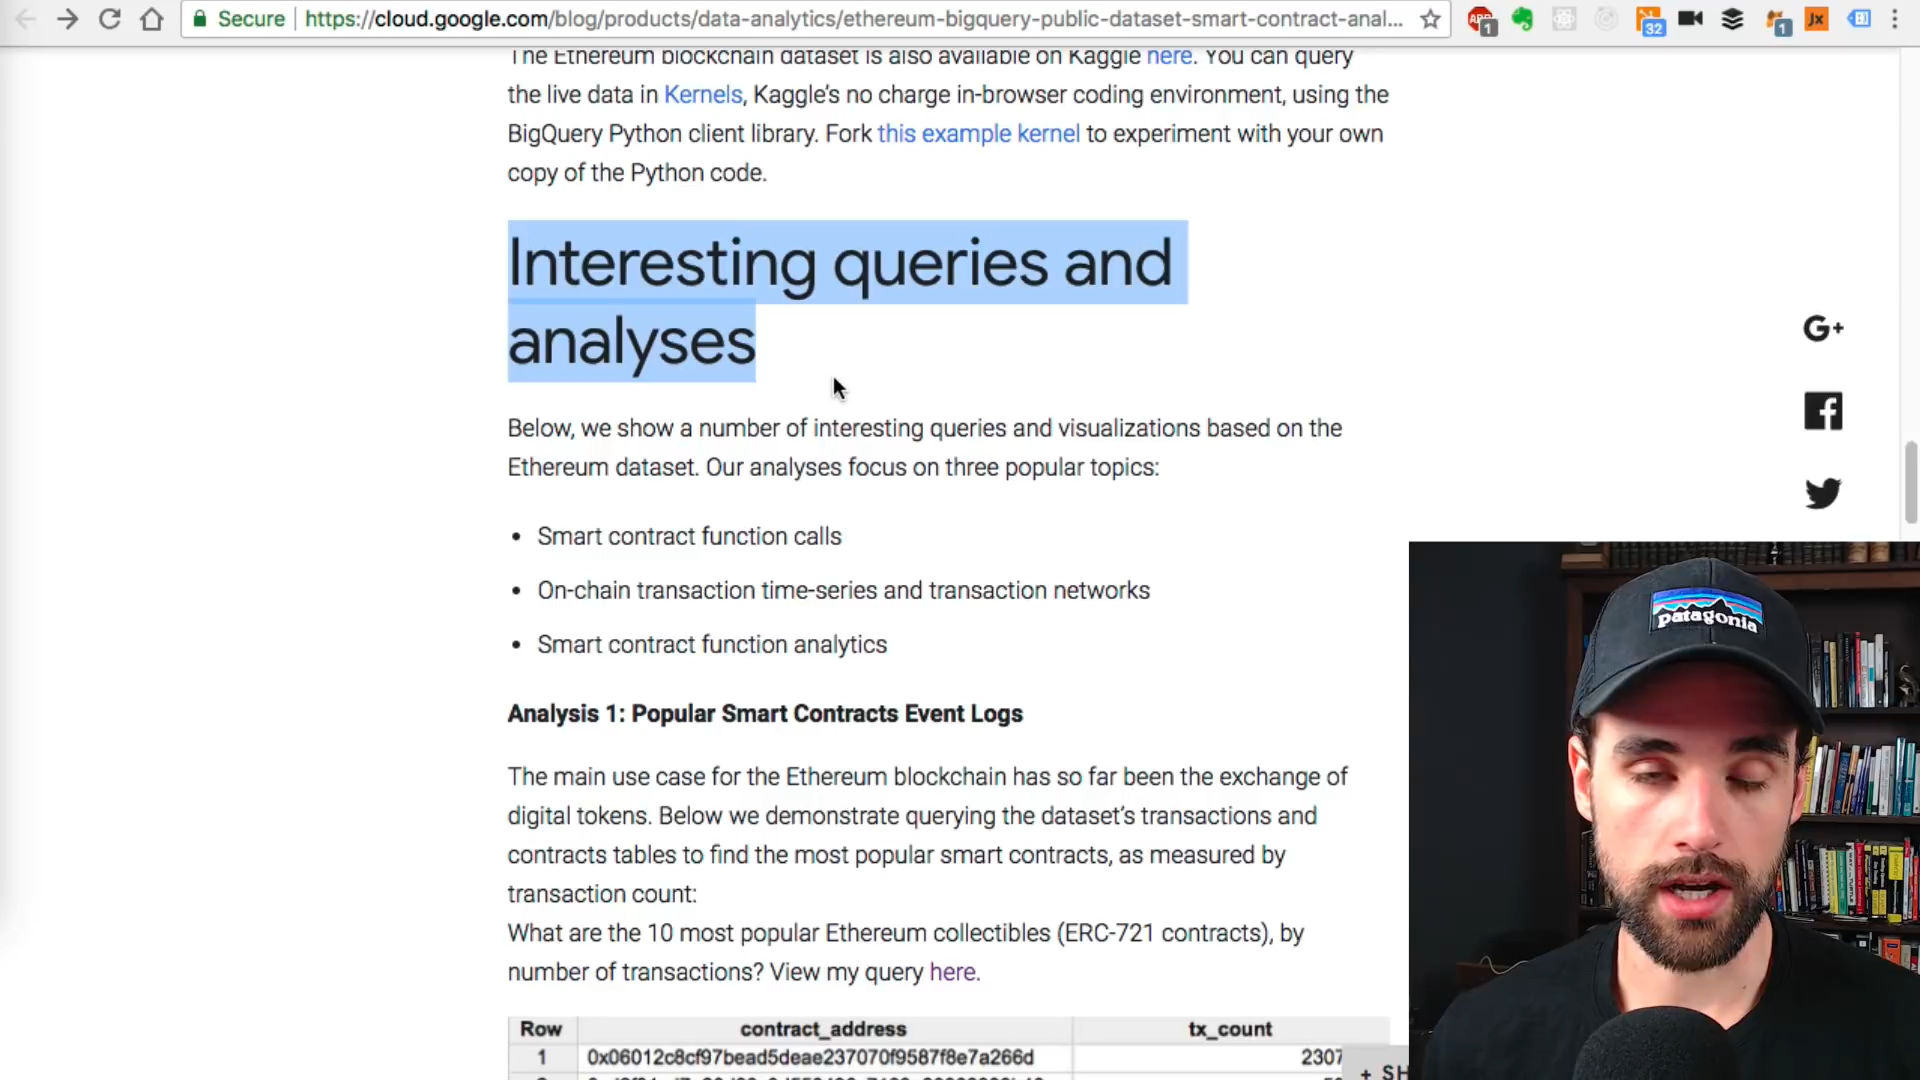 Secure
https://cloud.google.com/blog/products/data-analytics/ethereum-bigquery-public-dataset-smart-contract-anal...
1
32
1
Jx
The Ethereum blockchain dataset is also available on Kaggle here. You can query
the live data in Kernels, Kaggle's no charge in-browser coding environment, using the
BigQuery Python client library. Fork this example kernel to experiment with your own
copy of the Python code.
Interesting queries and
analyses
G+
Below, we show a number of interesting queries and visualizations based on the
Ethereum dataset. Our analyses focus on three popular topics:
• Smart contract function calls
• On-chain transaction time-series and transaction networks
• Smart contract function analytics
patagonia
Analysis 1: Popular Smart Contracts Event Logs
The main use case for the Ethereum blockchain has so far been the exchange of
digital tokens. Below we demonstrate querying the dataset's transactions and
contracts tables to find the most popular smart contracts, as measured by
transaction count:
What are the 10 most popular Ethereum collectibles (ERC-721 contracts), by
number of transactions? View my query here.
Row contract_address tx_count
1 0x06012c8cf97bead5deae237070f9587f8e7a266d 2307
+ SH